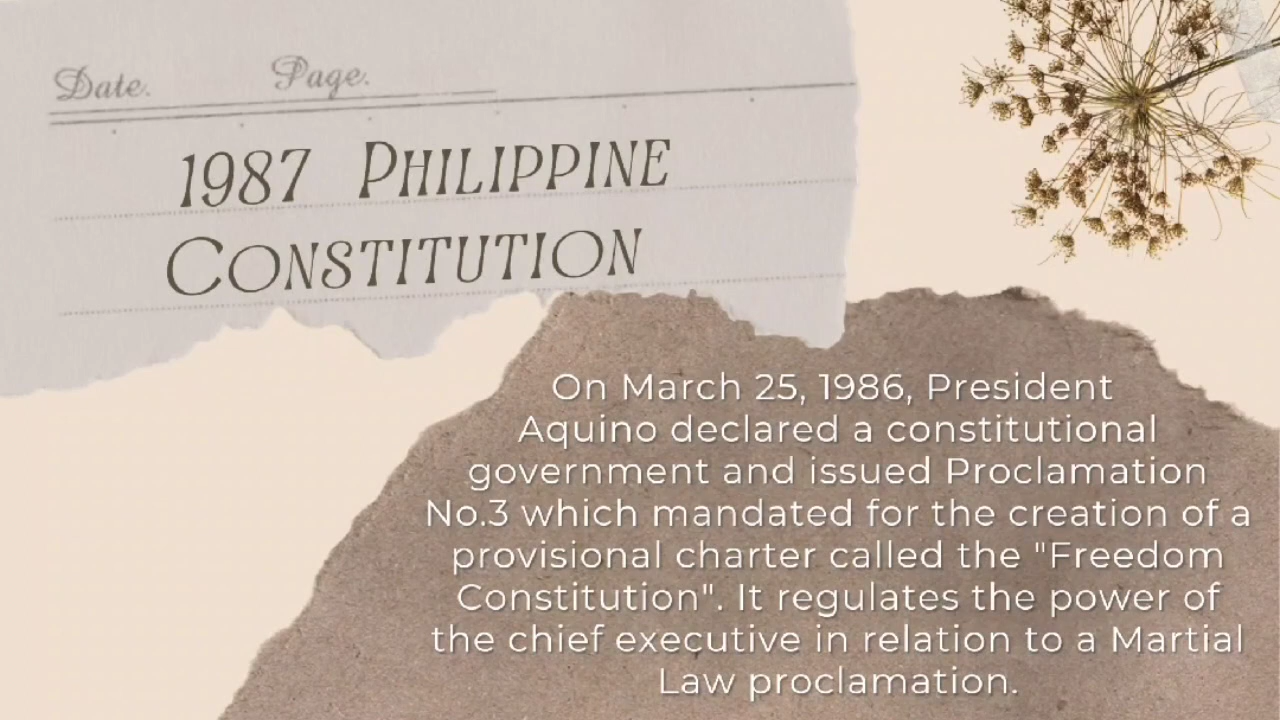 Date. Page.
1987 PHILIPPINE
CONSTITUTION
On March 25, 1986, President
Aquino declared a constitutional
government and issued Proclamation
No.3 which mandated for the creation of a
provisional charter called the "Freedom
Constitution". It regulates the power of
the chief executive in relation to a Martial
Law proclamation.